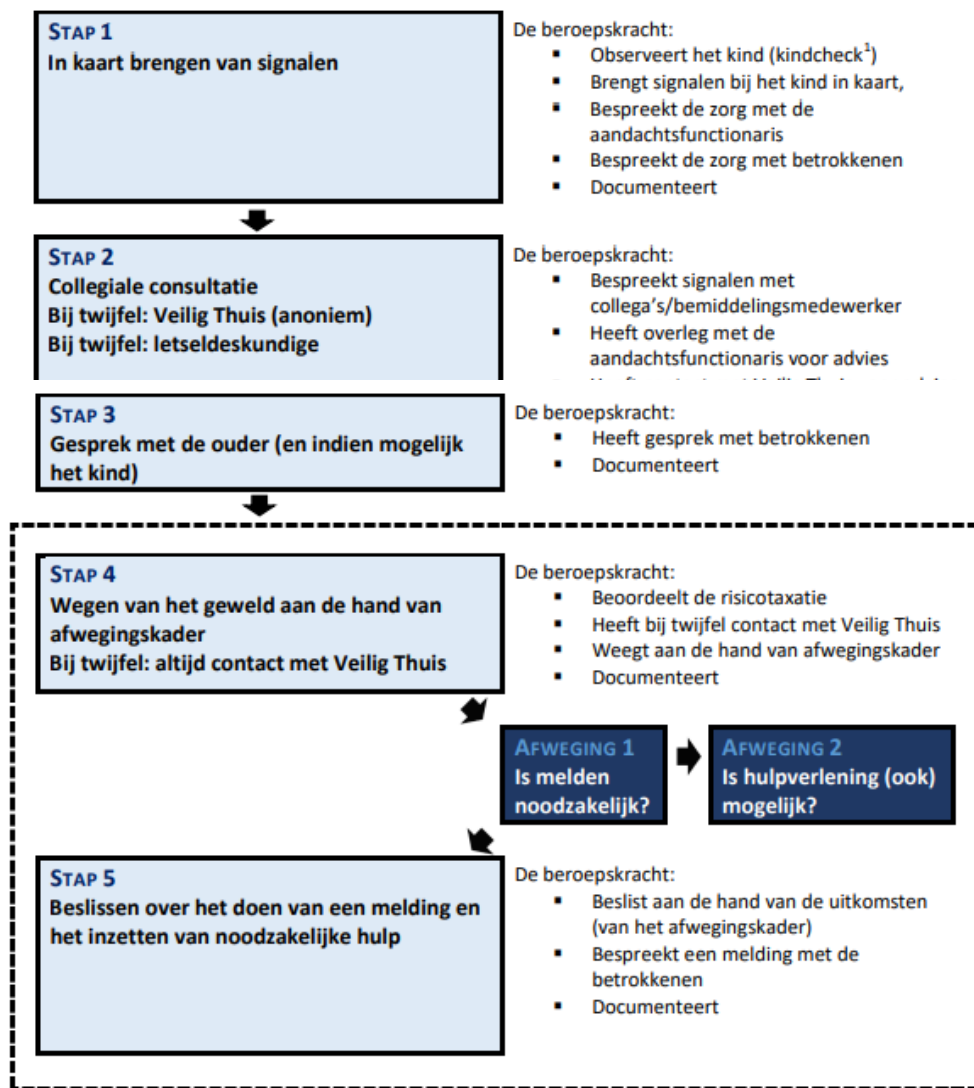 STAP 1
In kaart brengen van signalen
De beroepskracht:
▪ Observeert het kind (kindcheck¹)
▪ Brengt signalen bij het kind in kaart,
▪ Bespreekt de zorg met de
aandachtsfunctionaris
▪ Bespreekt de zorg met betrokkenen
▪ Documenteert
STAP 2
Collegiale consultatie
Bij twijfel: Veilig Thuis (anoniem)
Bij twijfel: letseldeskundige
De beroepskracht:
▪ Bespreekt signalen met
collega's/bemiddelingsmedewerker
▪ Heeft overleg met de
aandachtsfunctionaris voor advies
STAP 3
Gesprek met de ouder (en indien mogelijk
het kind)
De beroepskracht:
▪ Heeft gesprek met betrokkenen
▪ Documenteert
STAP 4
Wegen van het geweld aan de hand van
afwegingskader
Bij twijfel: altijd contact met Veilig Thuis
De beroepskracht:
▪ Beoordeelt de risicotaxatie
▪ Heeft bij twijfel contact met Veilig Thuis
▪ Weegt aan de hand van afwegingskader
▪ Documenteert
AFWEGING 1
Is melden
noodzakelijk?
AFWEGING 2
Is hulpverlening (ook)
mogelijk?
STAP 5
Beslissen over het doen van een melding en
het inzetten van noodzakelijke hulp
De beroepskracht:
▪ Beslist aan de hand van de uitkomsten
(van het afwegingskader)
▪ Bespreekt een melding met de
betrokkenen
▪ Documenteert